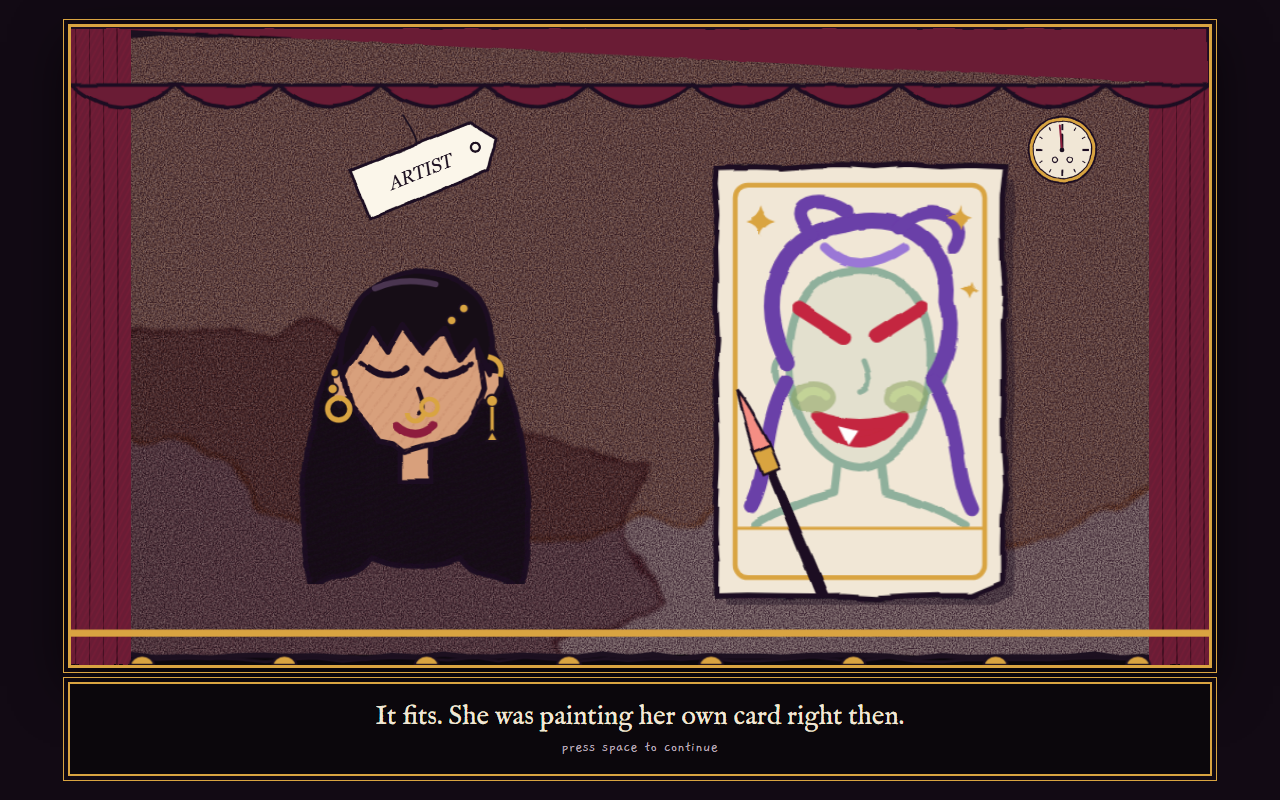 ARTIST
It fits. She was painting her own card right then.
press space to continue